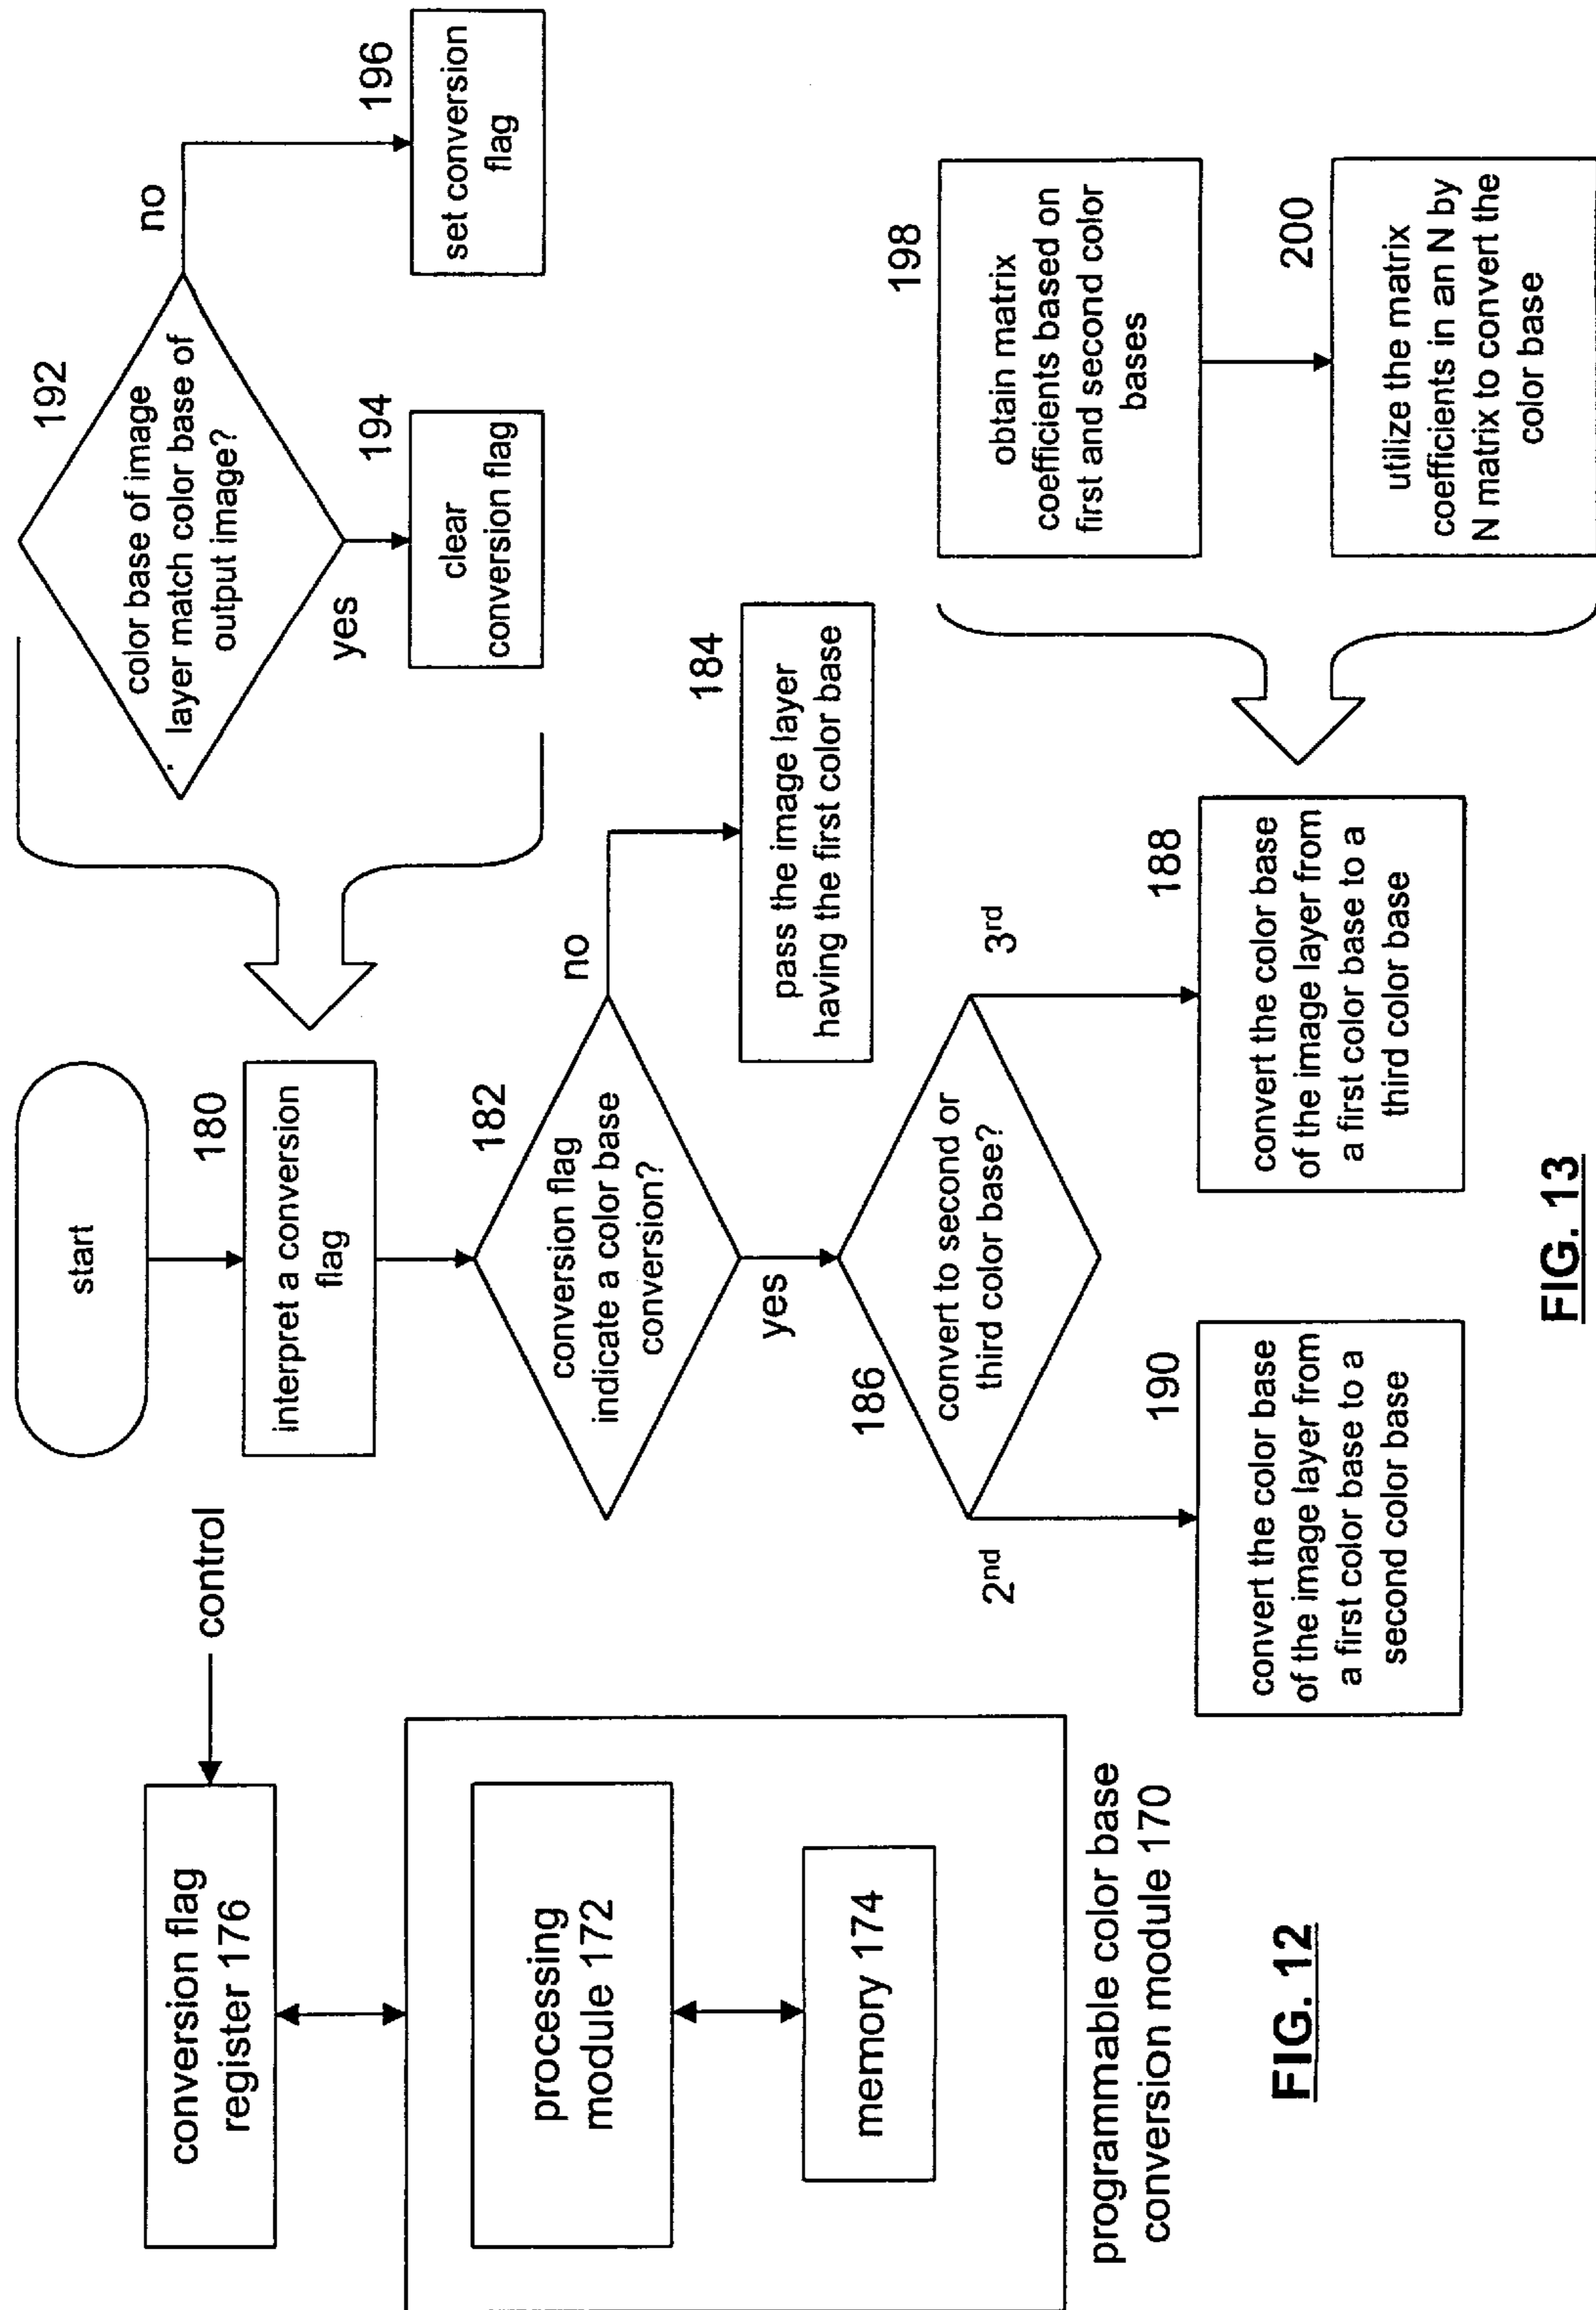 conversion flag
register 176
control
processing
module 172
memory 174
programmable color base
conversion module 170
FIG. 12
start
180
interpret a conversion
flag
182
conversion flag
indicate a color base
conversion?
no
yes
184
pass the image layer
having the first color base
186
convert to second or
third color base?
2nd
3rd
190
convert the color base
of the image layer from
a first color base to a
second color base
188
convert the color base
of the image layer from
a first color base to a
third color base
192
color base of image
layer match color base of
output image?
no
yes
194
clear
conversion flag
196
set conversion
flag
198
obtain matrix
coefficients based on
first and second color
bases
200
utilize the matrix
coefficients in an N by
N matrix to convert the
color base
FIG. 13